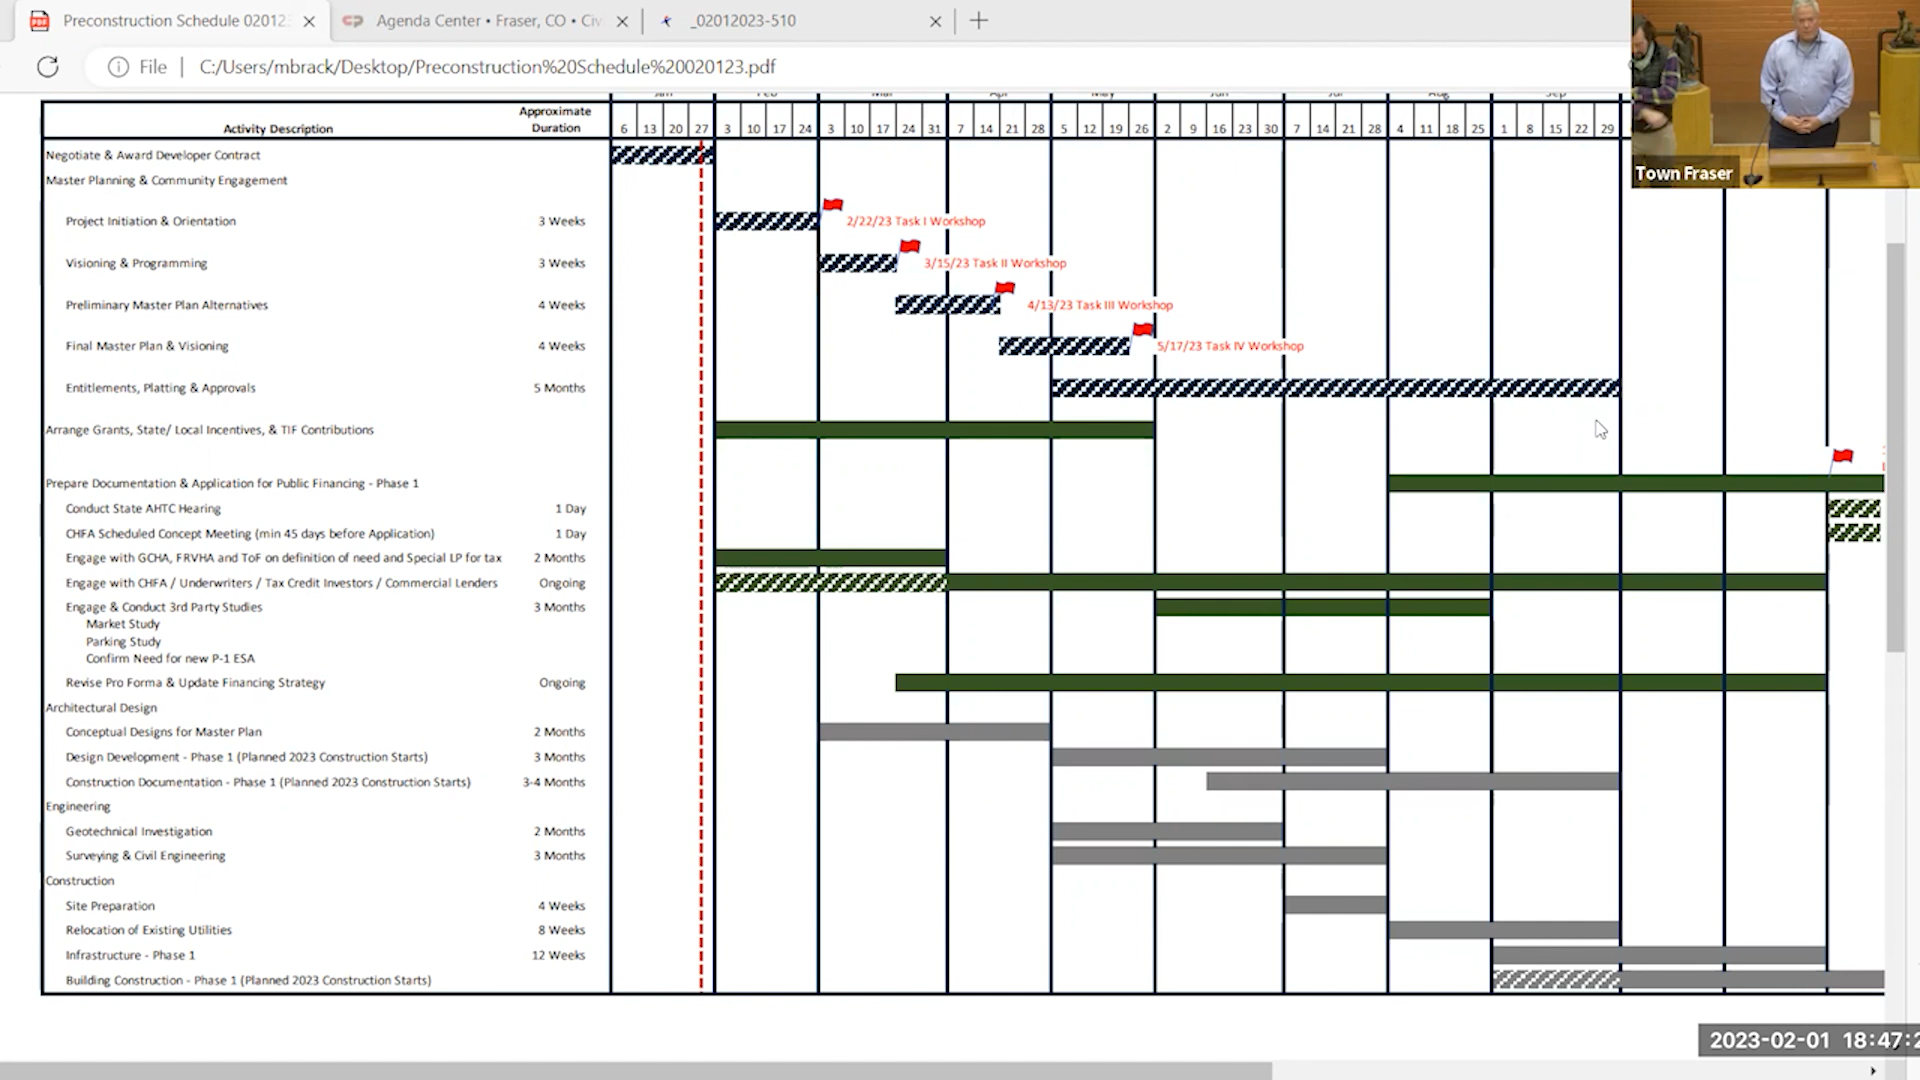 Preconstruction Schedule 02012
Agenda Center • Fraser, CO • Civ
_02012023-510
File | C:/Users/mbrack/Desktop/Preconstruction%20Schedule%20020123.pdf
Town Fraser
Activity Description Approximate Duration
6 13 20 27 3 10 17 24 3 10 17 24 31 7 14 21 28 5 12 19 26 2 9 16 23 30 7 14 21 28 4 11 18 25 1 8 15 22 29
Negotiate & Award Developer Contract
Master Planning & Community Engagement
Project Initiation & Orientation 3 Weeks 2/22/23 Task I Workshop
Visioning & Programming 3 Weeks 3/15/23 Task II Workshop
Preliminary Master Plan Alternatives 4 Weeks 4/13/23 Task III Workshop
Final Master Plan & Visioning 4 Weeks 5/17/23 Task IV Workshop
Entitlements, Platting & Approvals 5 Months
Arrange Grants, State/ Local Incentives, & TIF Contributions
Prepare Documentation & Application for Public Financing - Phase 1
Conduct State AHTC Hearing 1 Day
CHFA Scheduled Concept Meeting (min 45 days before Application) 1 Day
Engage with GCHA, FRVHA and ToF on definition of need and Special LP for tax 2 Months
Engage with CHFA / Underwriters / Tax Credit Investors / Commercial Lenders Ongoing
Engage & Conduct 3rd Party Studies 3 Months
Market Study
Parking Study
Confirm Need for new P-1 ESA
Revise Pro Forma & Update Financing Strategy Ongoing
Architectural Design
Conceptual Designs for Master Plan 2 Months
Design Development - Phase 1 (Planned 2023 Construction Starts) 3 Months
Construction Documentation - Phase 1 (Planned 2023 Construction Starts) 3-4 Months
Engineering
Geotechnical Investigation 2 Months
Surveying & Civil Engineering 3 Months
Construction
Site Preparation 4 Weeks
Relocation of Existing Utilities 8 Weeks
Infrastructure - Phase 1 12 Weeks
Building Construction - Phase 1 (Planned 2023 Construction Starts)
2023-02-01 18:47:2